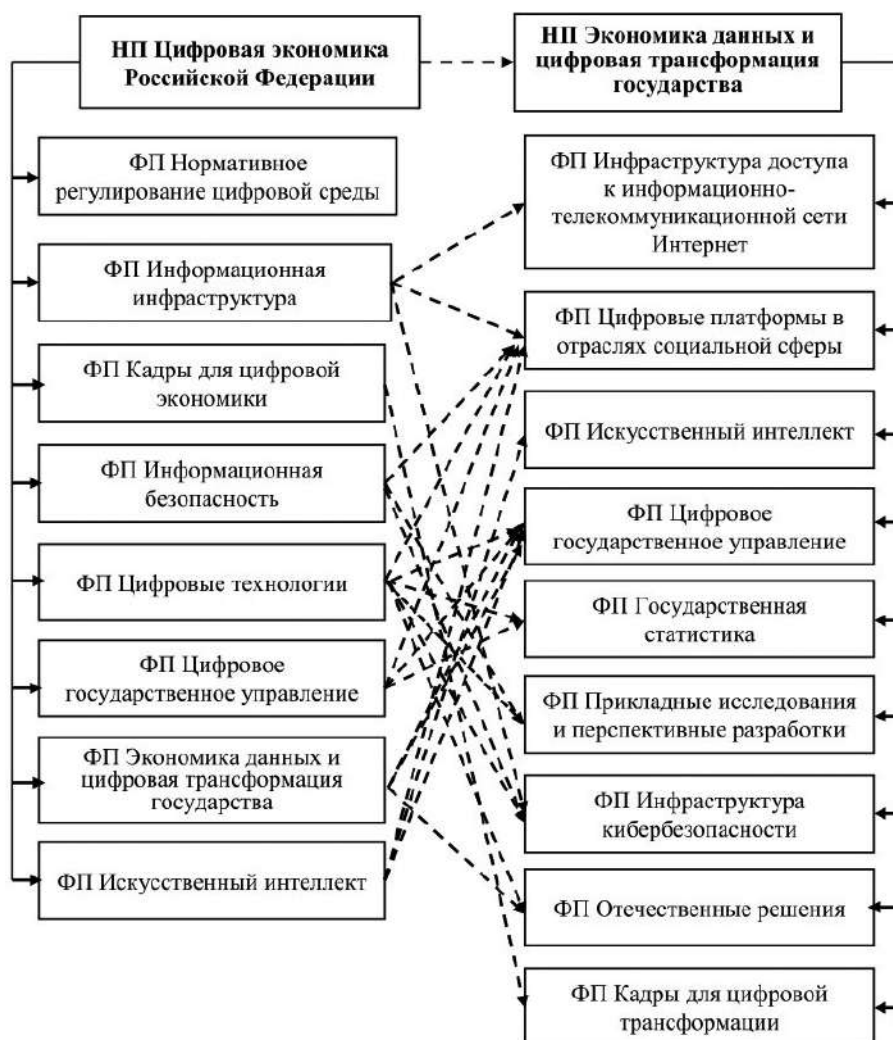 НП Цифровая экономика
Российской Федерации
НП Экономика данных и
цифровая трансформация
государства
ФП Нормативное
регулирование цифровой среды
ФП Информационная
инфраструктура
ФП Кадры для цифровой
экономики
ФП Информационная
безопасность
ФП Цифровые технологии
ФП Цифровое
государственное управление
ФП Экономика данных и
цифровая трансформация
государства
ФП Искусственный интеллект
ФП Инфраструктура доступа
к информационно-
телекоммуникационной сети
Интернет
ФП Цифровые платформы в
отраслях социальной сферы
ФП Искусственный интеллект
ФП Цифровое
государственное управление
ФП Государственная
статистика
ФП Прикладные исследования
и перспективные разработки
ФП Инфраструктура
кибербезопасности
ФП Отечественные решения
ФП Кадры для цифровой
трансформации